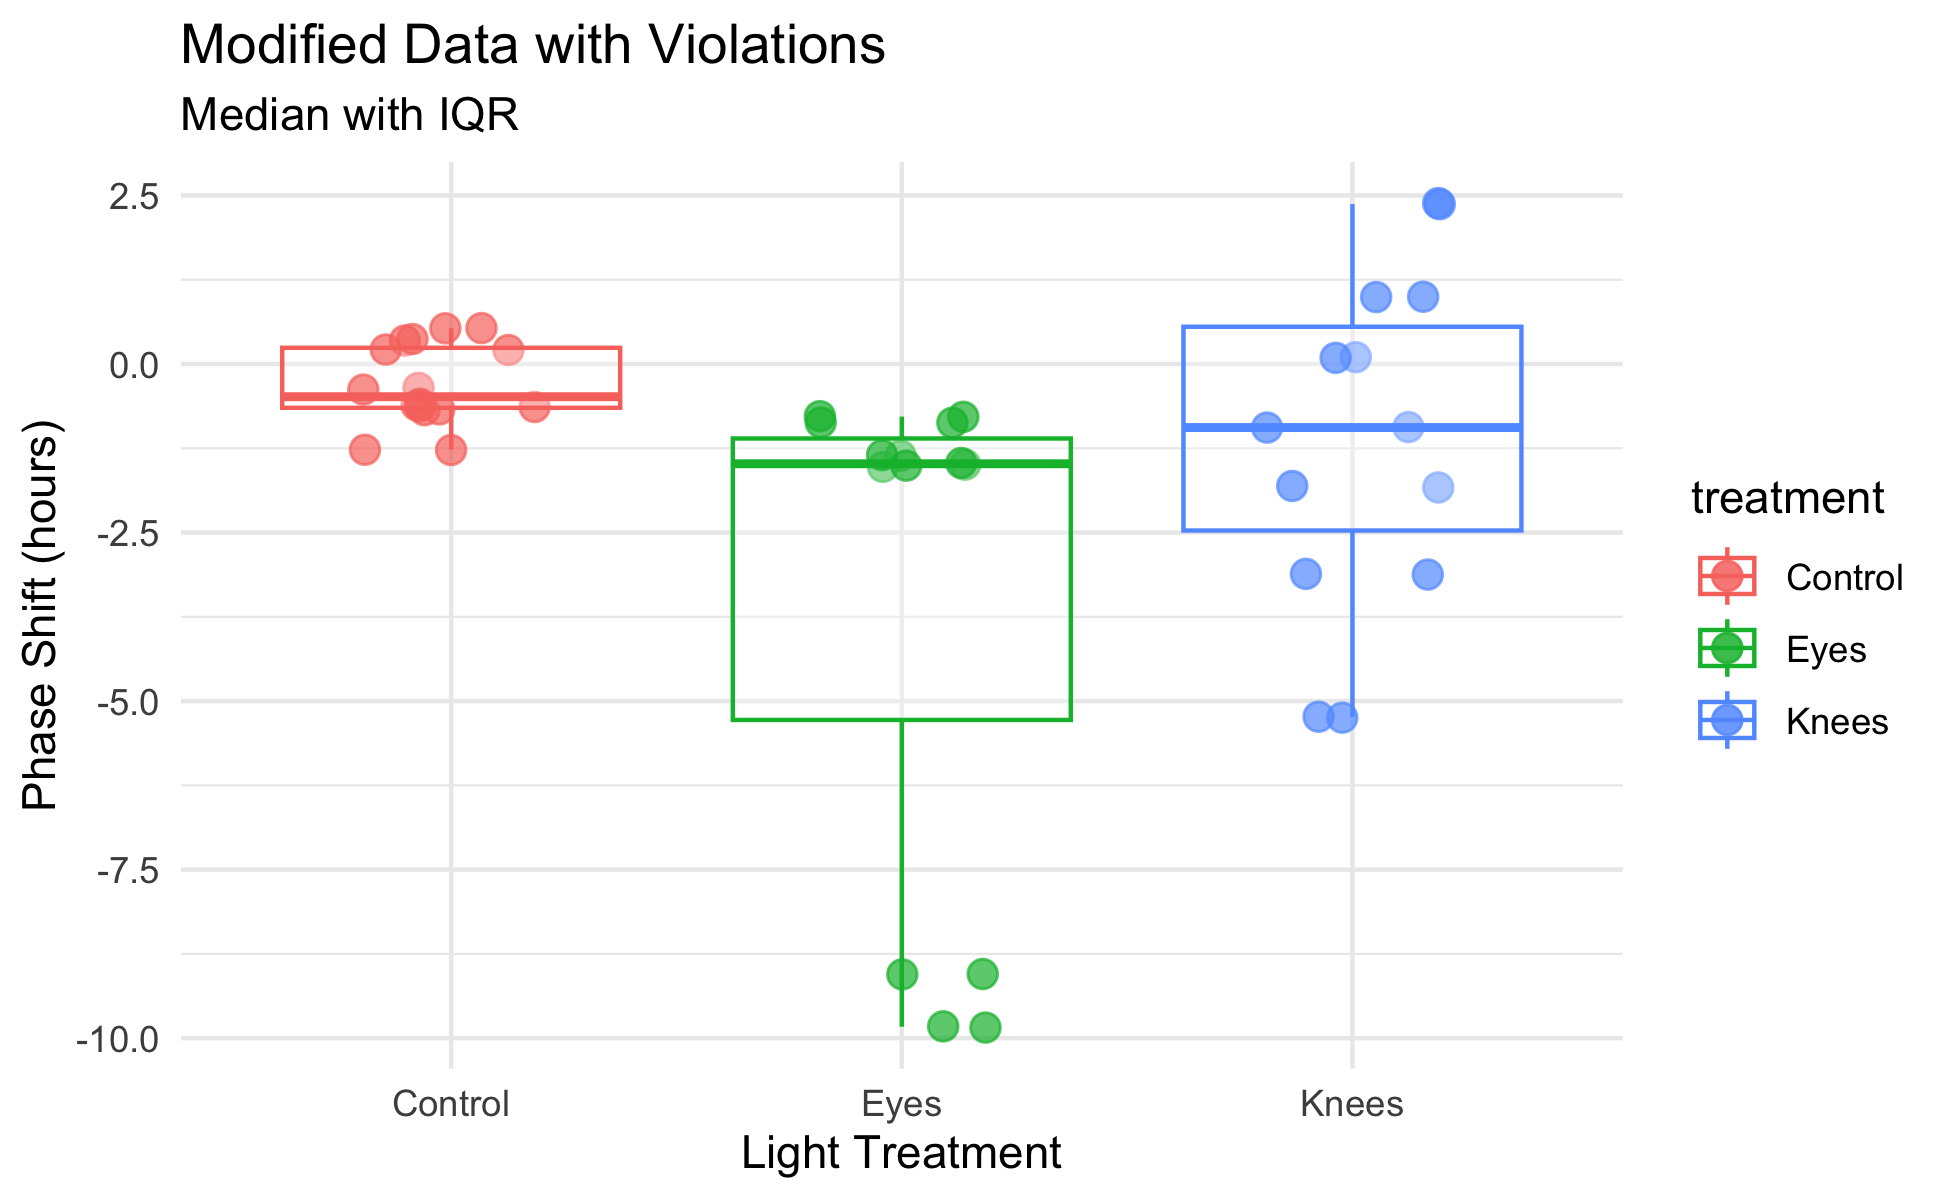 Modified Data with Violations
Median with IQR
Phase Shift (hours)
2.5
0.0
-2.5
-5.0
-7.5
-10.0
Control
Eyes
Knees
Light Treatment
treatment
Control
Eyes
Knees